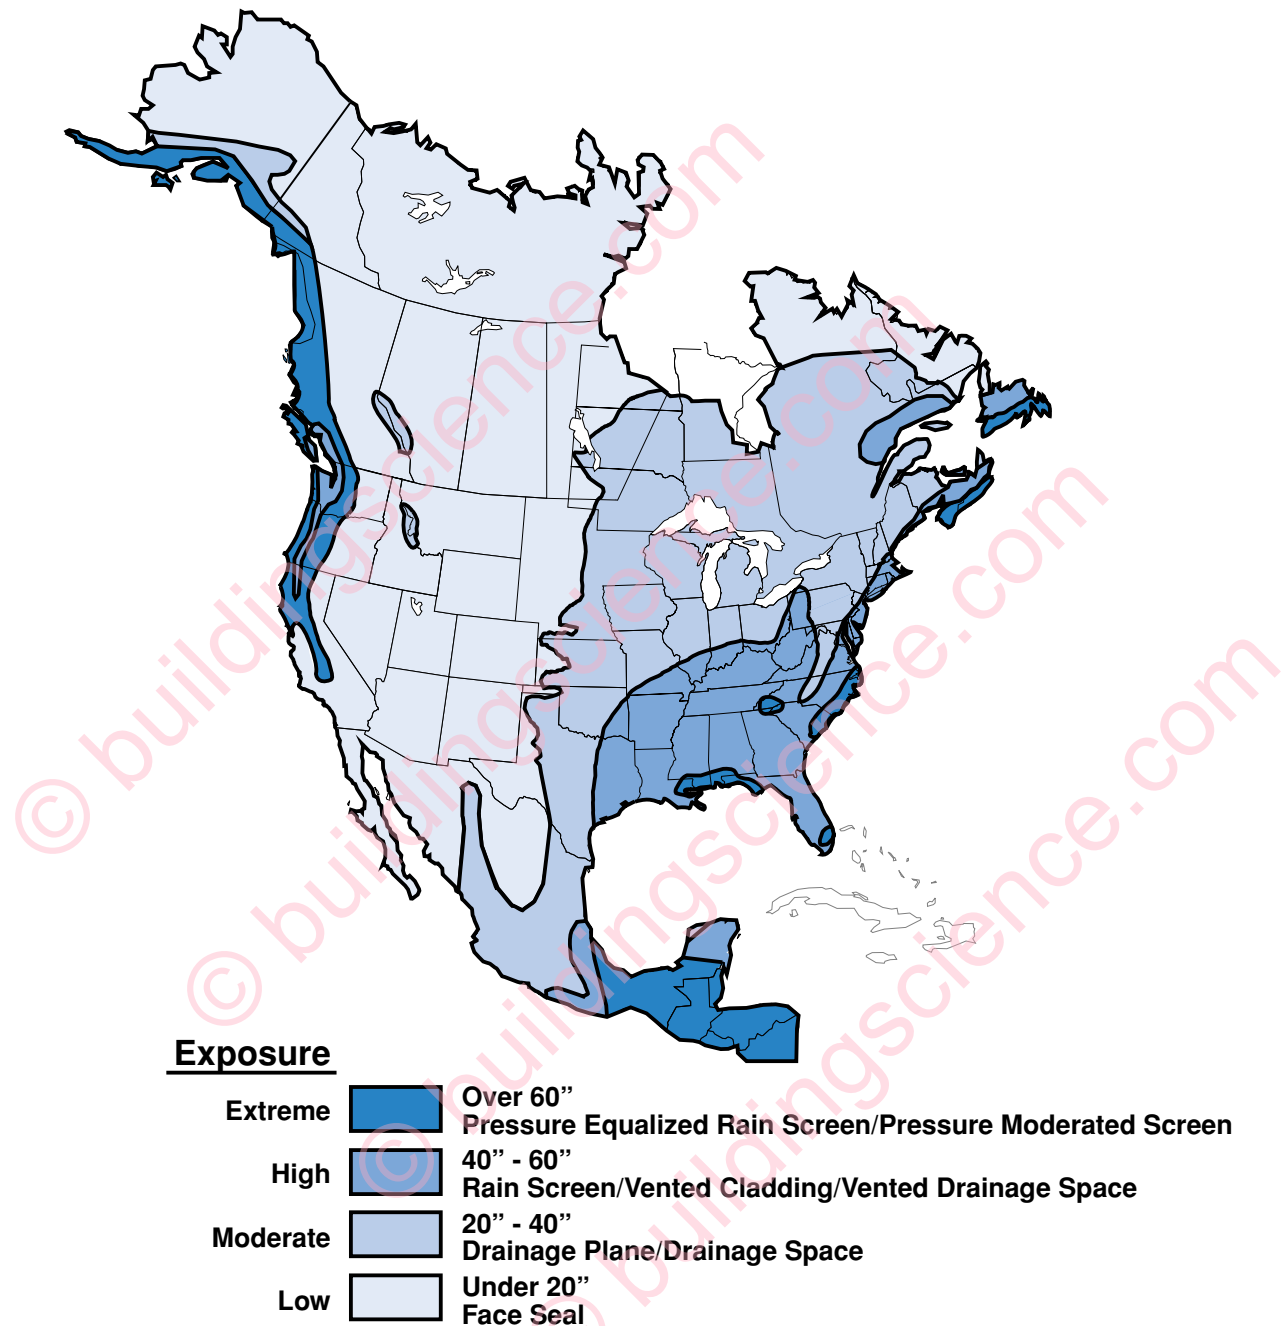 © buildingscience.com
© buildingscience.com
© buildingscience.com
© buildingscience.com
Exposure
Extreme
Over 60”
Pressure Equalized Rain Screen/Pressure Moderated Screen
High
40” - 60”
Rain Screen/Vented Cladding/Vented Drainage Space
Moderate
20” - 40”
Drainage Plane/Drainage Space
Low
Under 20”
Face Seal